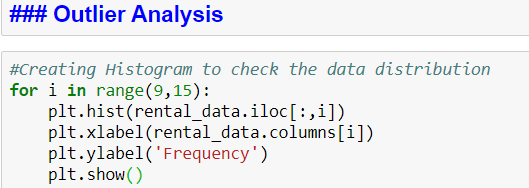 ### Outlier Analysis
#Creating Histogram to check the data distribution
for i in range(9,15):
    plt.hist(rental_data.iloc[:,i])
    plt.xlabel(rental_data.columns[i])
    plt.ylabel('Frequency')
    plt.show()